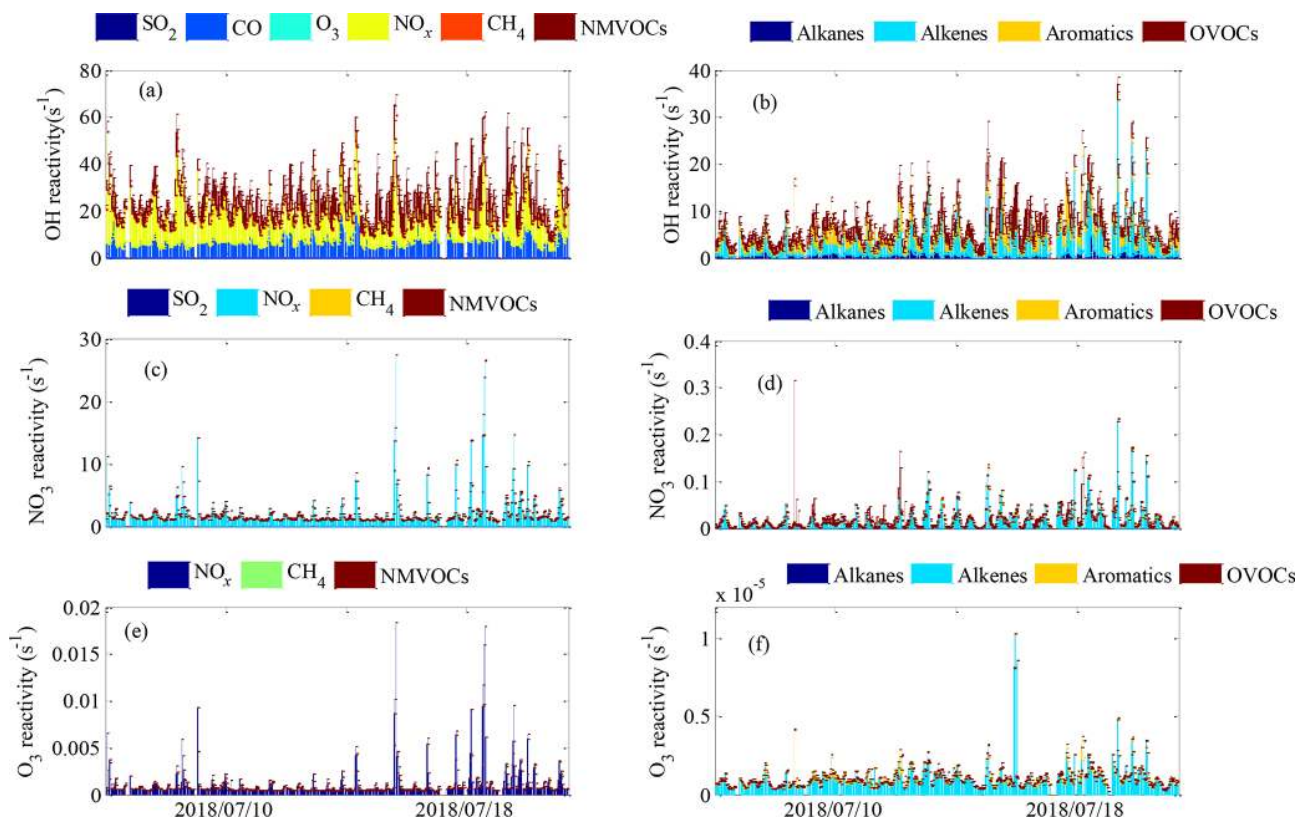 SO₂ CO O₃ NOₓ CH₄ NMVOCs
Alkanes Alkenes Aromatics OVOCs
80
60
40
20
0
OH reactivity(s⁻¹)
(a)
40
30
20
10
0
OH reactivity (s⁻¹)
(b)
SO₂ NOₓ CH₄ NMVOCs
Alkanes Alkenes Aromatics OVOCs
30
20
10
0
NO₃ reactivity (s⁻¹)
(c)
0.4
0.3
0.2
0.1
0
NO₃ reactivity (s⁻¹)
(d)
NOₓ CH₄ NMVOCs
Alkanes Alkenes Aromatics OVOCs
0.02
0.015
0.01
0.005
0
O₃ reactivity (s⁻¹)
(e)
2018/07/10 2018/07/18
x 10⁻⁵
1
0.5
0
O₃ reactivity (s⁻¹)
(f)
2018/07/10 2018/07/18